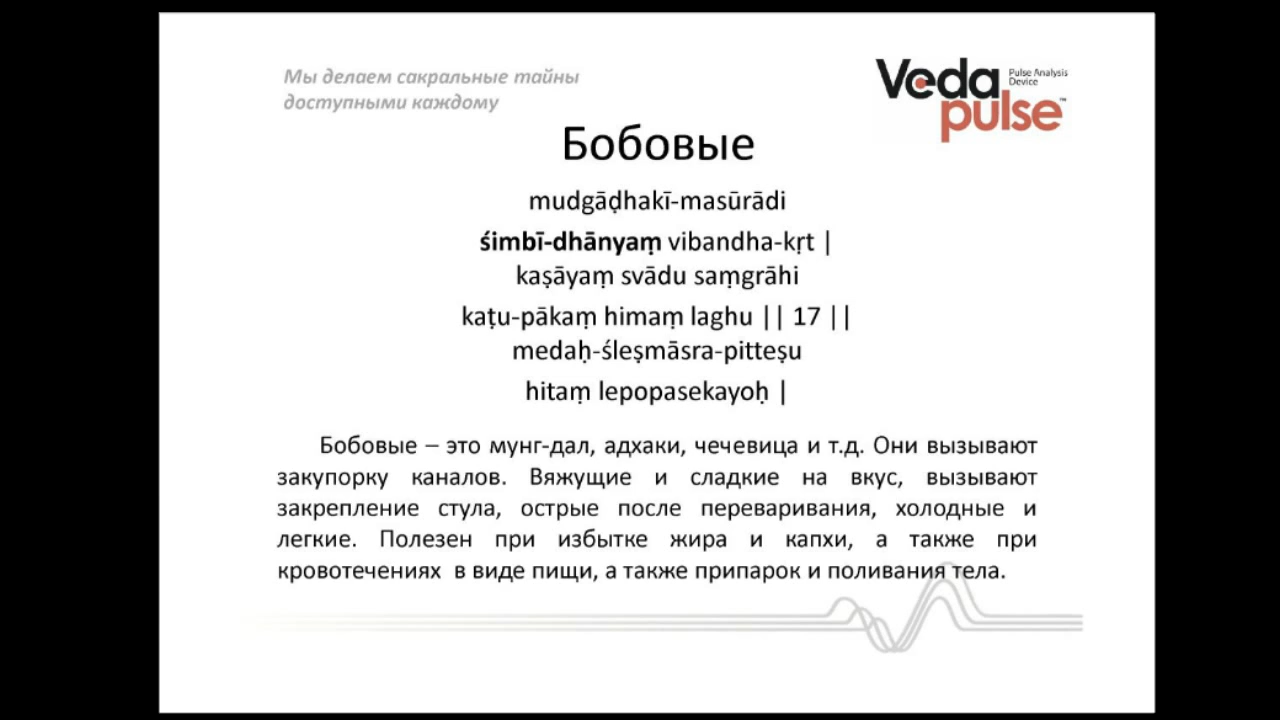 Мы делаем сакральные тайны
доступными каждому
Veda
Pulse Analysis
Device
pulse™
Бобовые
mudgāḍhakī-masūrādi
śimbī-dhānyaṃ vibandha-kṛt |
kaṣāyaṃ svādu saṃgrāhi
kaṭu-pākaṃ himaṃ laghu || 17 ||
medaḥ-śleṣmāsra-pitteṣu
hitaṃ lepopasekayoḥ |
Бобовые – это мунг-дал, адхаки, чечевица и т.д. Они вызывают
закупорку каналов. Вяжущие и сладкие на вкус, вызывают
закрепление стула, острые после переваривания, холодные и
легкие. Полезен при избытке жира и капхи, а также при
кровотечениях в виде пищи, а также припарок и поливания тела.